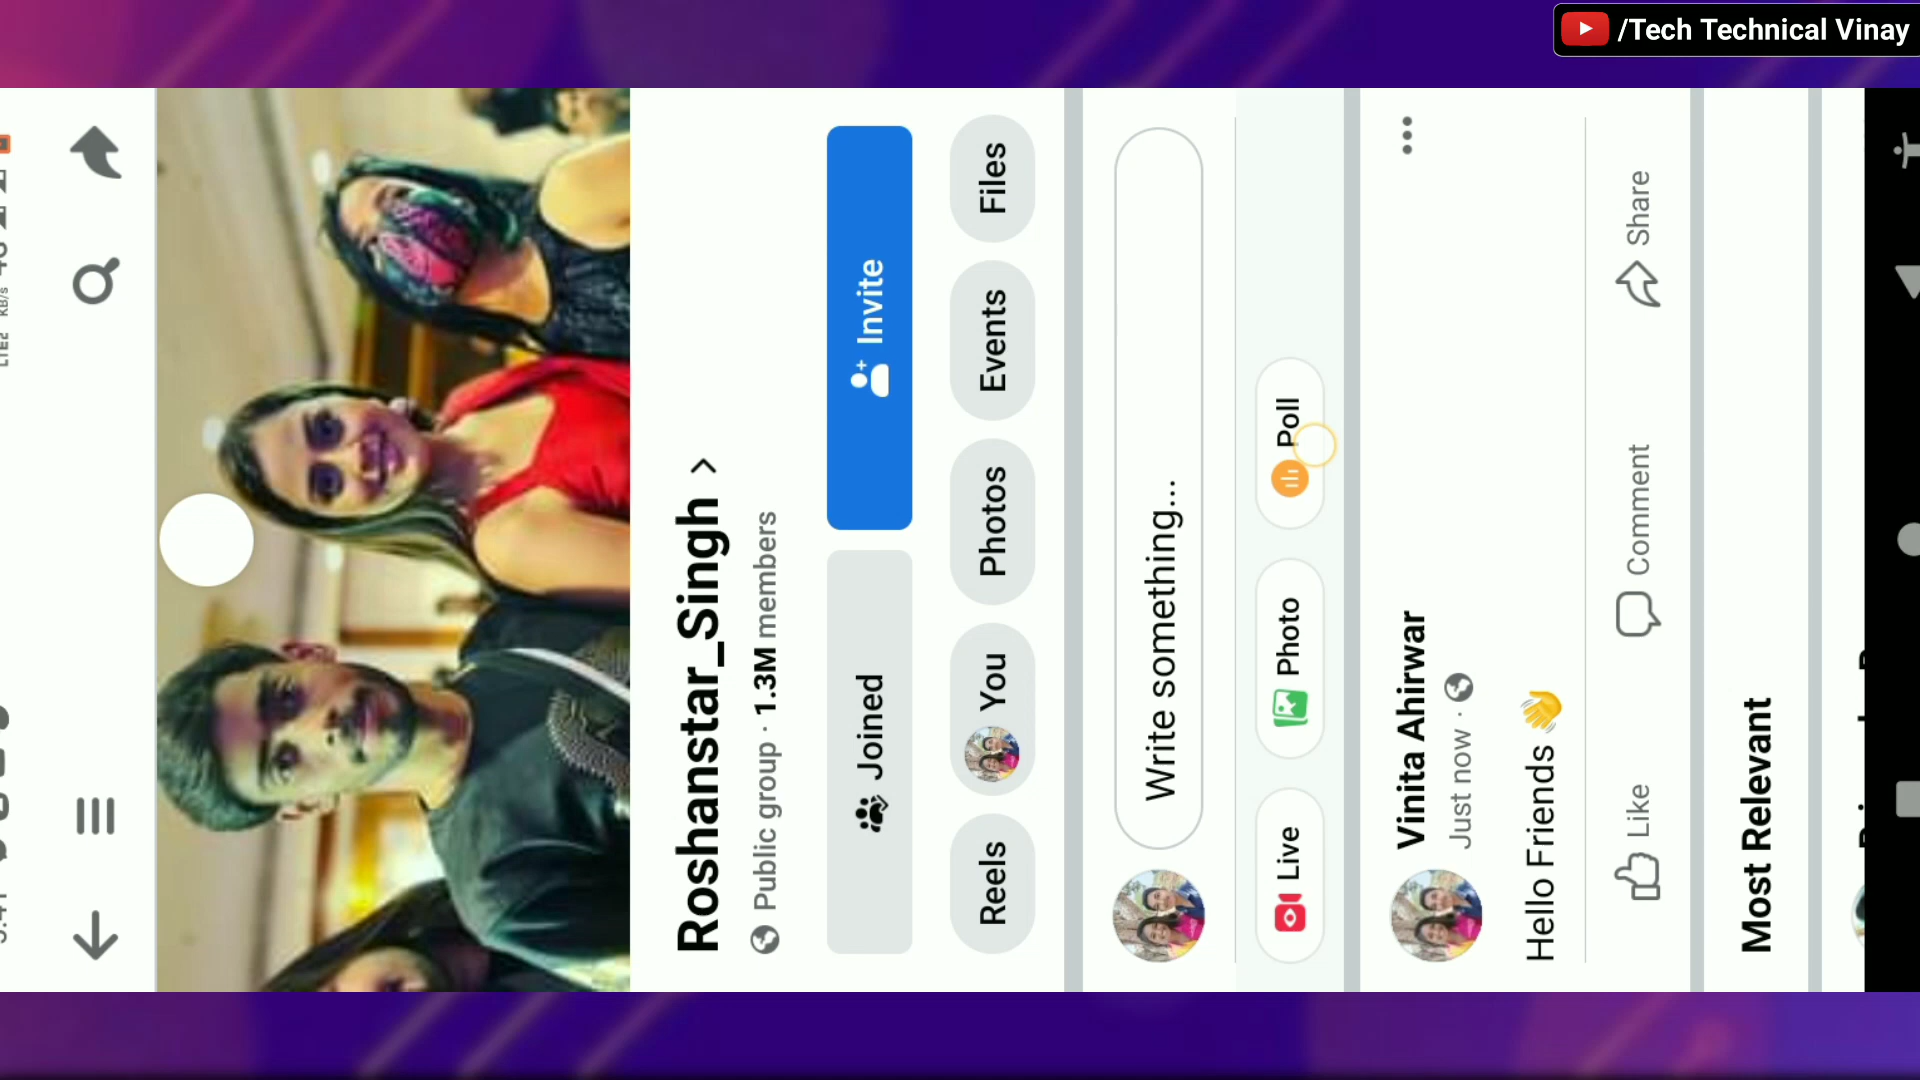 /Tech Technical Vinay
Roshanstar_Singh >
Public group · 1.3M members
Joined
Invite
Reels
You
Photos
Events
Files
Write something...
Live
Photo
Poll
Vinita Ahirwar
Just now ·
Hello Friends 👋
Like
Comment
Share
Most Relevant